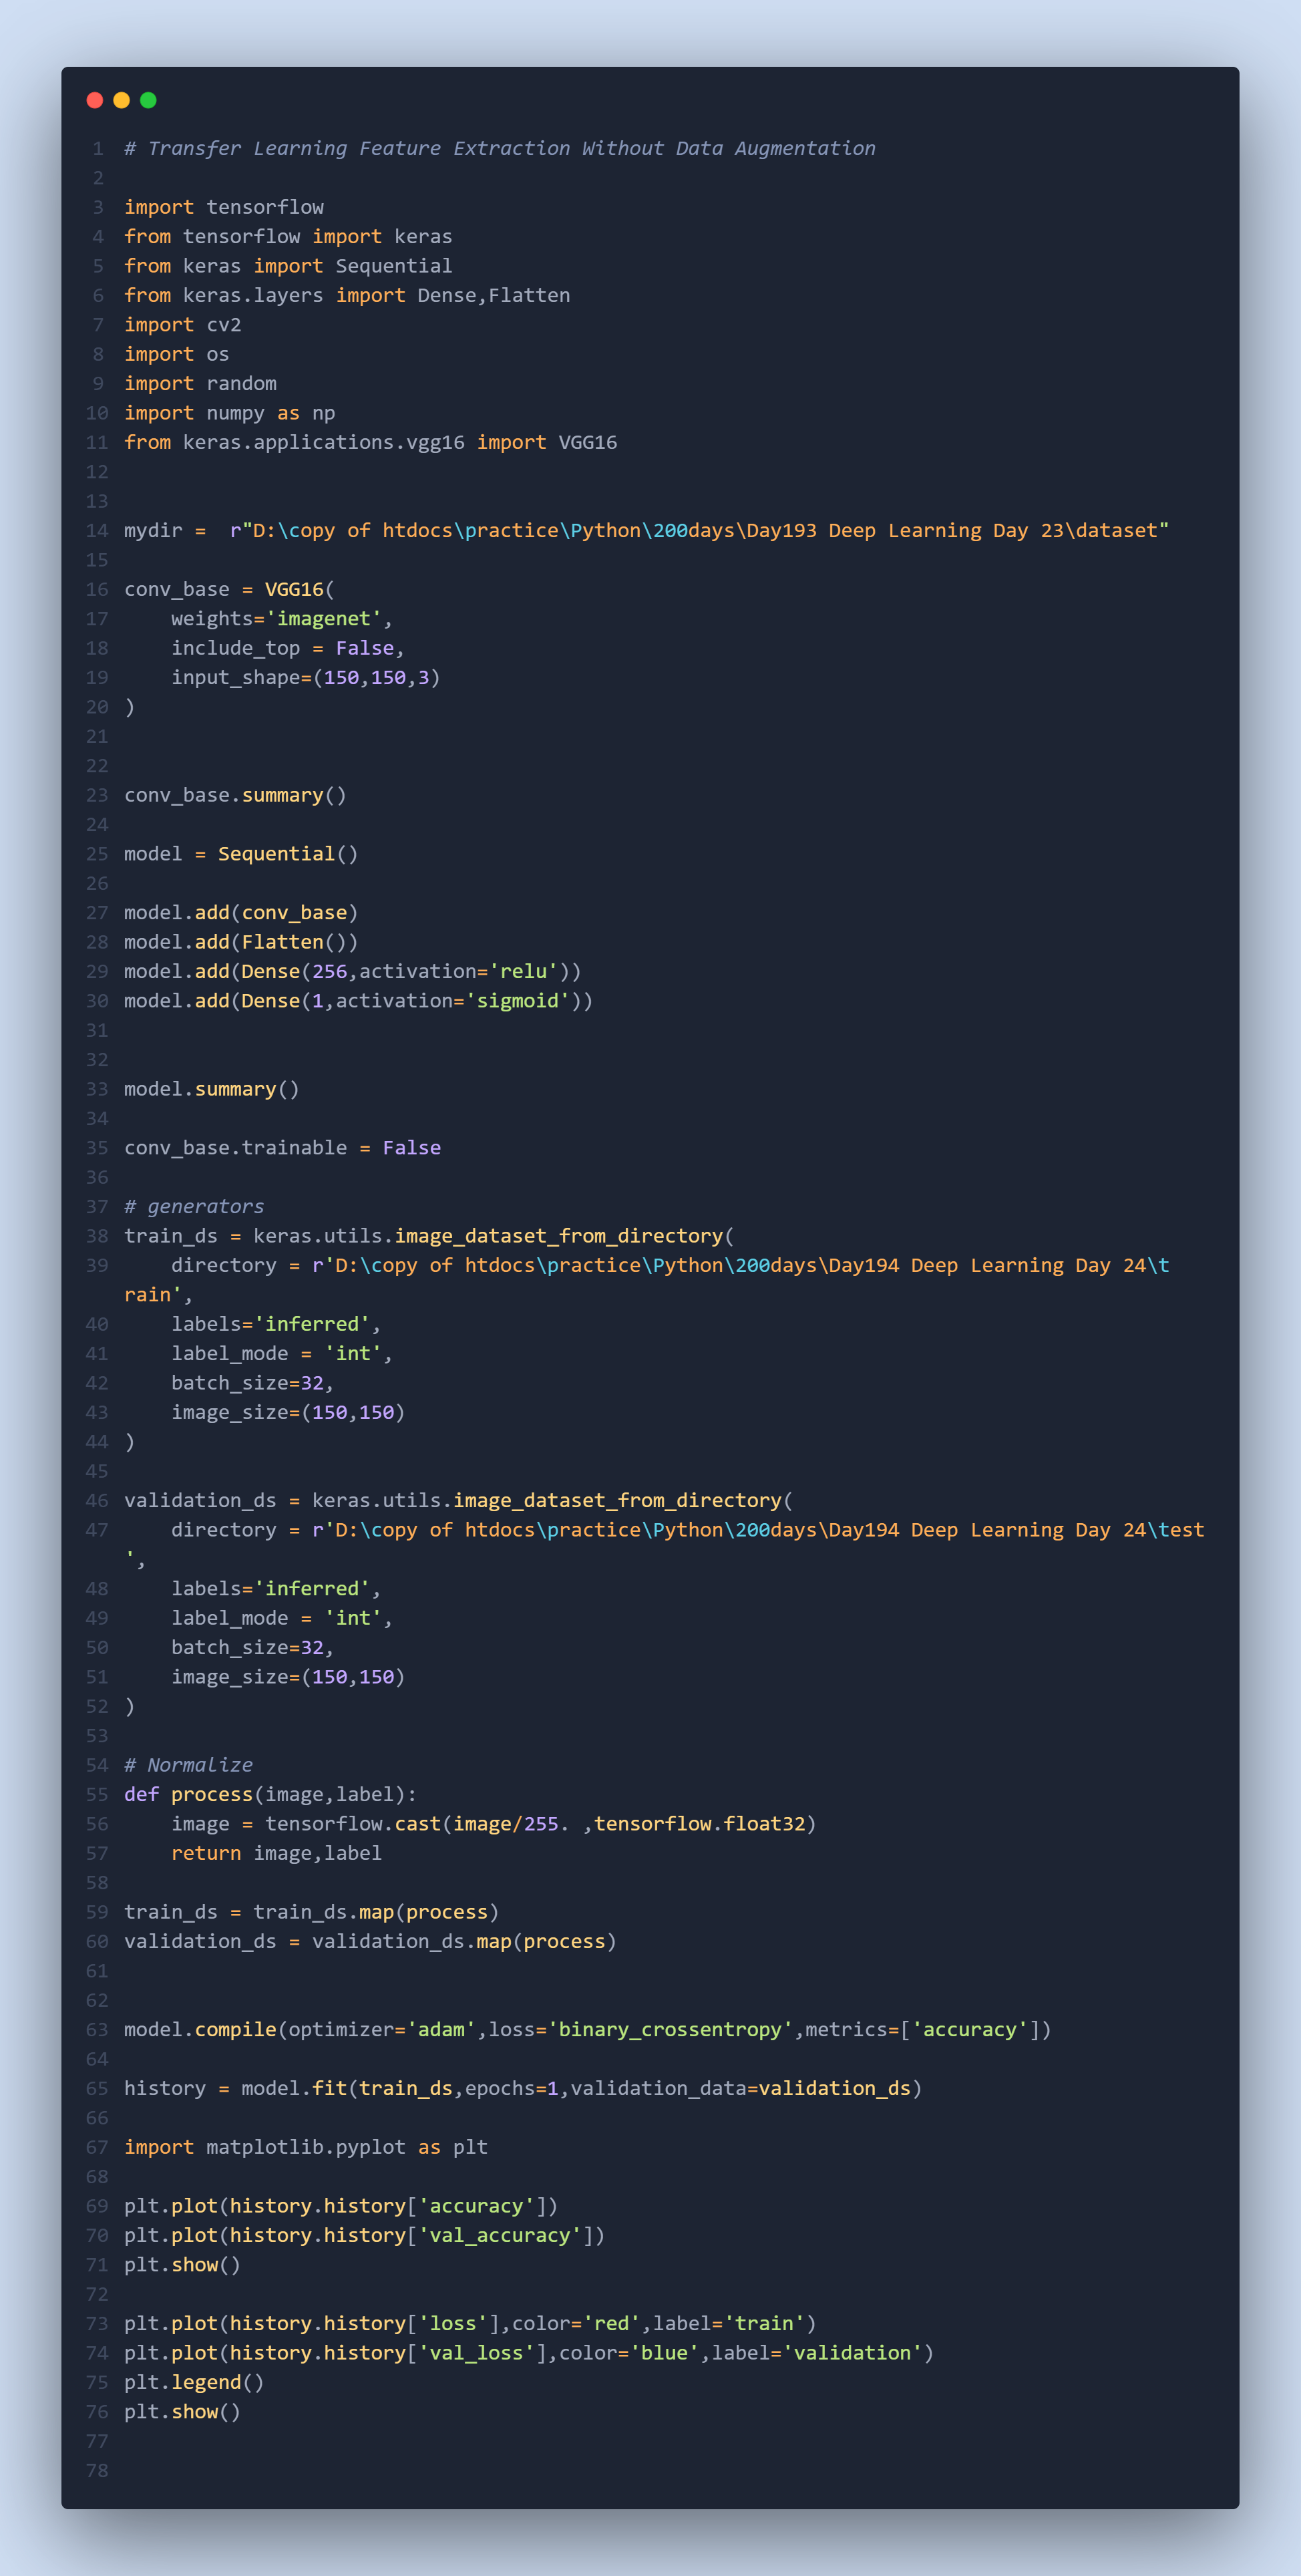 1 # Transfer Learning Feature Extraction Without Data Augmentation
2
3 import tensorflow
4 from tensorflow import keras
5 from keras import Sequential
6 from keras.layers import Dense,Flatten
7 import cv2
8 import os
9 import random
10 import numpy as np
11 from keras.applications.vgg16 import VGG16
12
13
14 mydir =  r"D:\copy of htdocs\practice\Python\200days\Day193 Deep Learning Day 23\dataset"
15
16 conv_base = VGG16(
17     weights='imagenet',
18     include_top = False,
19     input_shape=(150,150,3)
20 )
21
22
23 conv_base.summary()
24
25 model = Sequential()
26
27 model.add(conv_base)
28 model.add(Flatten())
29 model.add(Dense(256,activation='relu'))
30 model.add(Dense(1,activation='sigmoid'))
31
32
33 model.summary()
34
35 conv_base.trainable = False
36
37 # generators
38 train_ds = keras.utils.image_dataset_from_directory(
39     directory = r'D:\copy of htdocs\practice\Python\200days\Day194 Deep Learning Day 24\t
rain',
40     labels='inferred',
41     label_mode = 'int',
42     batch_size=32,
43     image_size=(150,150)
44 )
45
46 validation_ds = keras.utils.image_dataset_from_directory(
47     directory = r'D:\copy of htdocs\practice\Python\200days\Day194 Deep Learning Day 24\test
',
48     labels='inferred',
49     label_mode = 'int',
50     batch_size=32,
51     image_size=(150,150)
52 )
53
54 # Normalize
55 def process(image,label):
56     image = tensorflow.cast(image/255. ,tensorflow.float32)
57     return image,label
58
59 train_ds = train_ds.map(process)
60 validation_ds = validation_ds.map(process)
61
62
63 model.compile(optimizer='adam',loss='binary_crossentropy',metrics=['accuracy'])
64
65 history = model.fit(train_ds,epochs=1,validation_data=validation_ds)
66
67 import matplotlib.pyplot as plt
68
69 plt.plot(history.history['accuracy'])
70 plt.plot(history.history['val_accuracy'])
71 plt.show()
72
73 plt.plot(history.history['loss'],color='red',label='train')
74 plt.plot(history.history['val_loss'],color='blue',label='validation')
75 plt.legend()
76 plt.show()
77
78